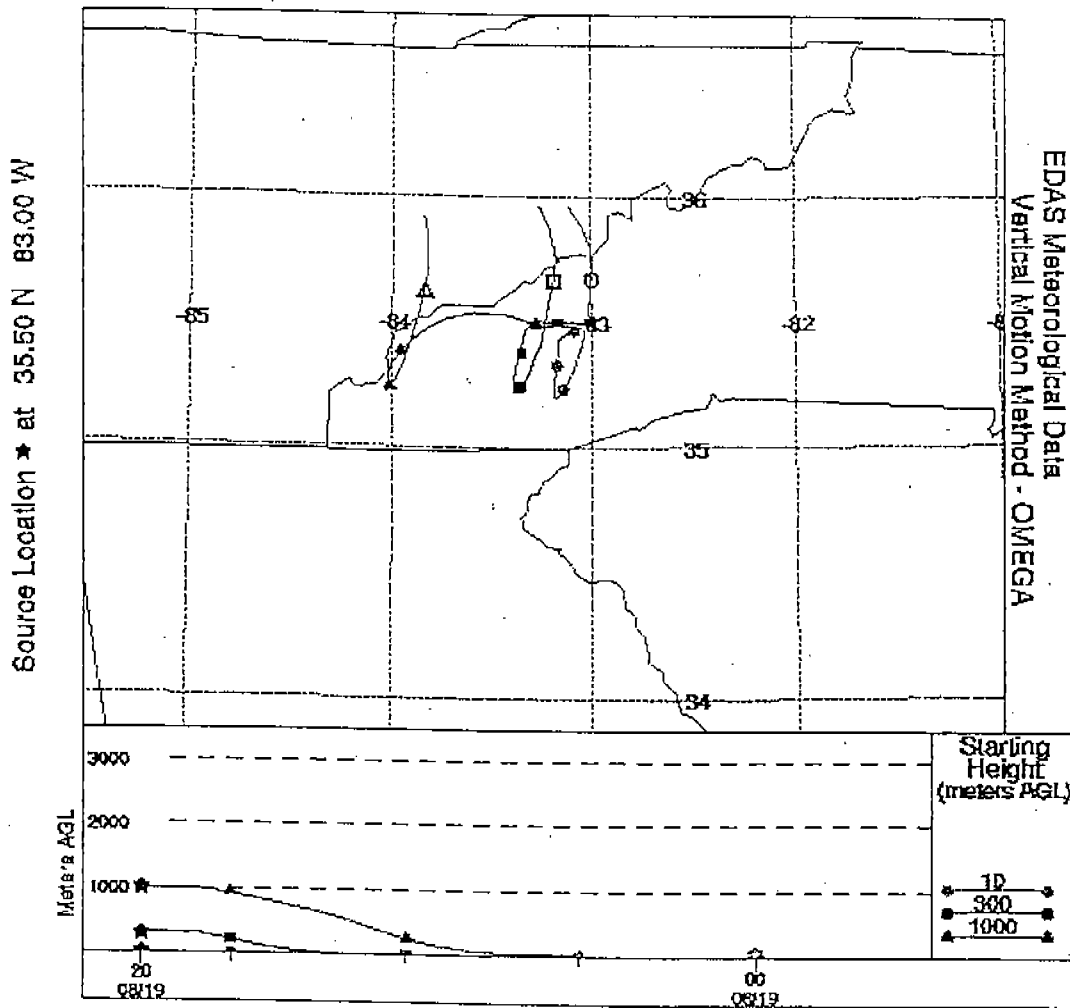 Source Location ★ at 35.50 N 83.00 W
EDAS Meteorological Data
Vertical Motion Method - OMEGA
36
-85
-84
-82
35
34
Meters AGL
3000
2000
1000
20
08/19
00
08/19
Starting
Height
(meters AGL)
10
300
1000